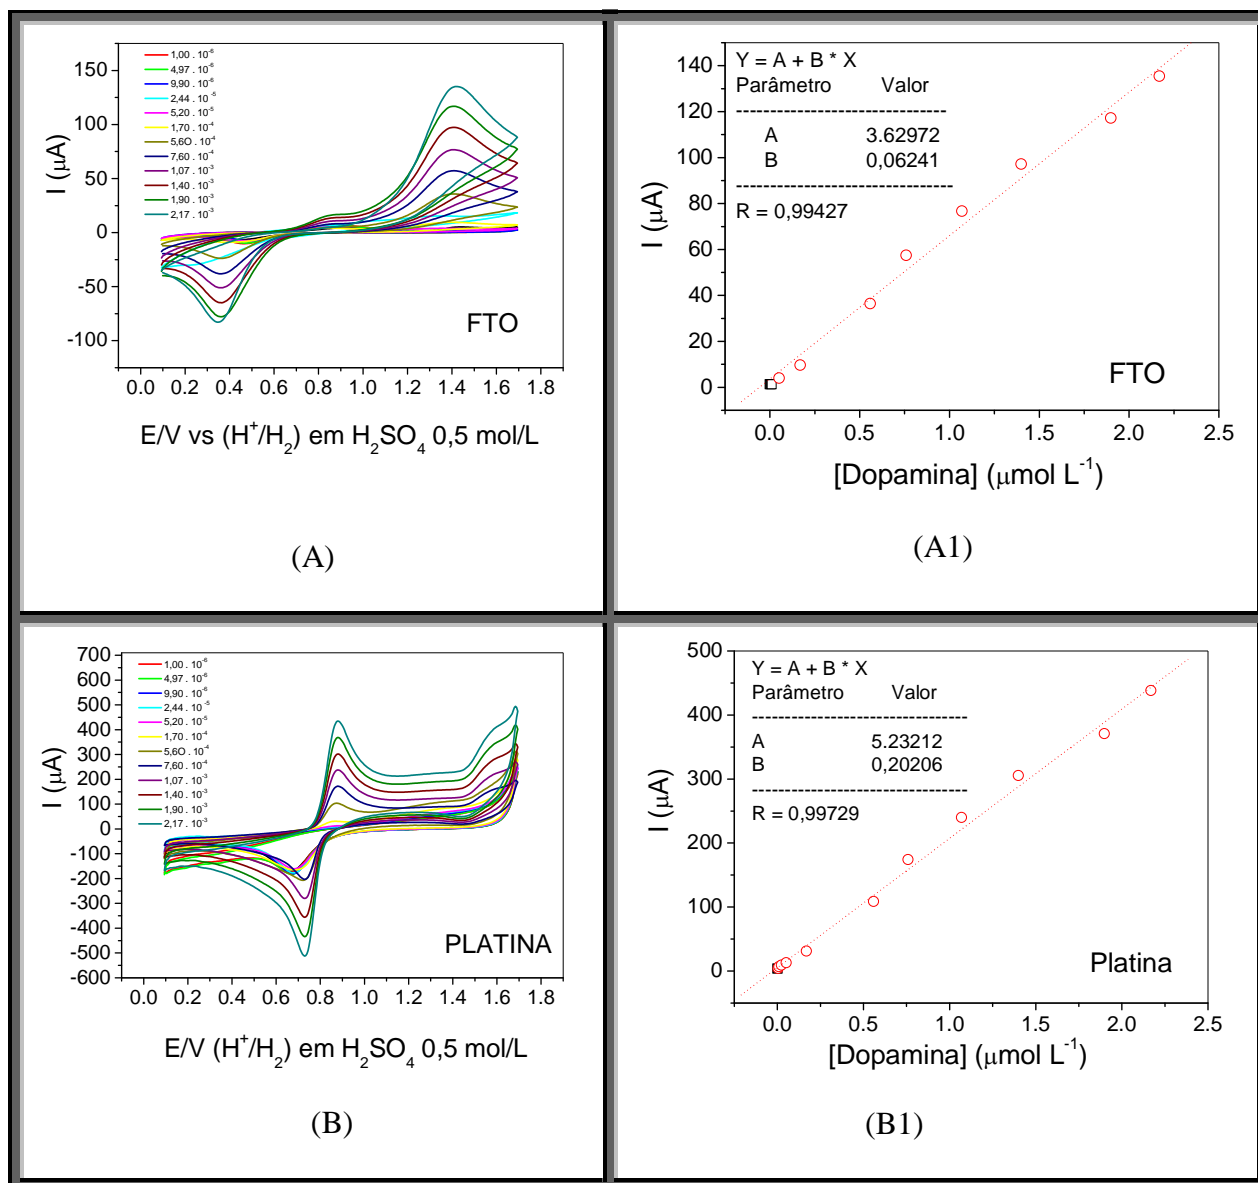 150
100
50
0
-50
-100
I (μA)
1,00 . 10⁻⁶
4,97 . 10⁻⁶
9,90 . 10⁻⁶
2,44 . 10⁻⁵
5,20 . 10⁻⁵
1,70 . 10⁻⁴
5,6O . 10⁻⁴
7,60 . 10⁻⁴
1,07 . 10⁻³
1,40 . 10⁻³
1,90 . 10⁻³
2,17 . 10⁻³
FTO
0.0 0.2 0.4 0.6 0.8 1.0 1.2 1.4 1.6 1.8
E/V vs (H⁺/H₂) em H₂SO₄ 0,5 mol/L
(A)
140
120
100
80
60
40
20
0
I (μA)
Y = A + B * X
Parâmetro Valor
------------------------------
A 3.62972
B 0,06241
------------------------------
R = 0,99427
FTO
0.0 0.5 1.0 1.5 2.0 2.5
[Dopamina] (μmol L⁻¹)
(A1)
700
600
500
400
300
200
100
0
-100
-200
-300
-400
-500
-600
I (μA)
1,00 . 10⁻⁶
4,97 . 10⁻⁶
9,90 . 10⁻⁶
2,44 . 10⁻⁵
5,20 . 10⁻⁵
1,70 . 10⁻⁴
5,6O . 10⁻⁴
7,60 . 10⁻⁴
1,07 . 10⁻³
1,40 . 10⁻³
1,90 . 10⁻³
2,17 . 10⁻³
PLATINA
0.0 0.2 0.4 0.6 0.8 1.0 1.2 1.4 1.6 1.8
E/V (H⁺/H₂) em H₂SO₄ 0,5 mol/L
(B)
500
400
300
200
100
0
I (μA)
Y = A + B * X
Parâmetro Valor
------------------------------
A 5.23212
B 0,20206
------------------------------
R = 0,99729
Platina
0.0 0.5 1.0 1.5 2.0 2.5
[Dopamina] (μmol L⁻¹)
(B1)